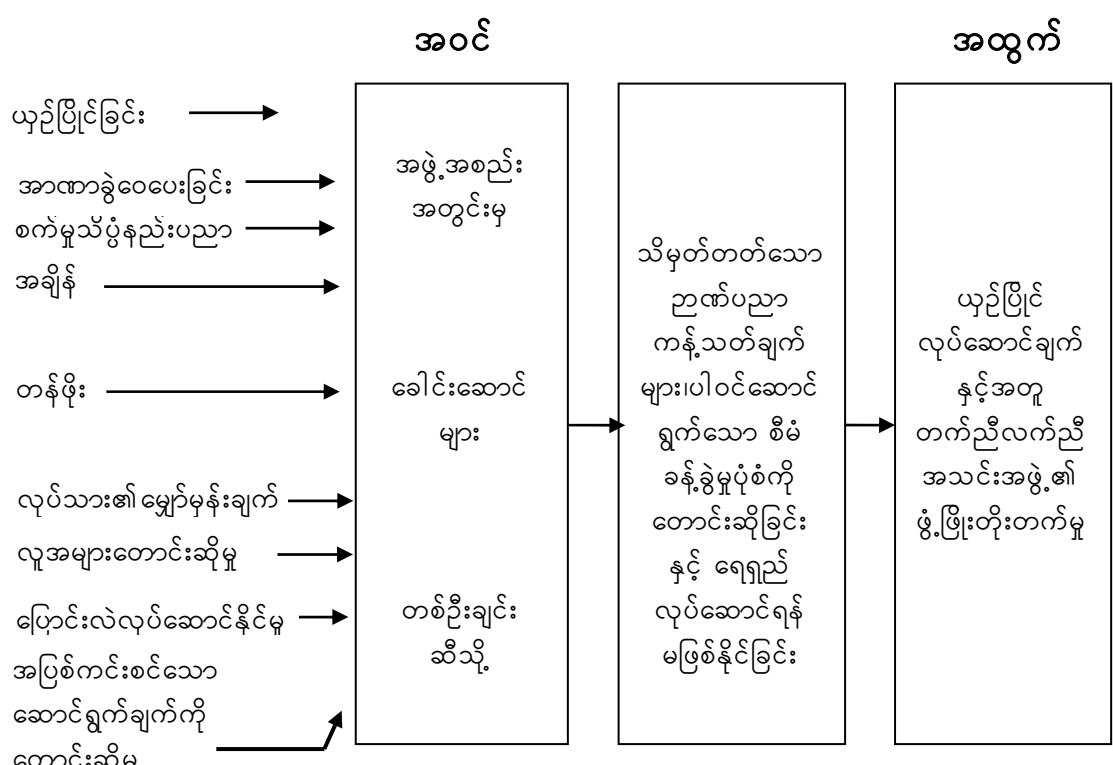 အဝင်
အထွက်
ယှဉ်ပြိုင်ခြင်း
အာဏာခွဲဝေပေးခြင်း
စက်မှုသိပ္ပံနည်းပညာ
အချိန်
တန်ဖိုး
လုပ်သား၏မျှော်မှန်းချက်
လူအများတောင်းဆိုမှု
ပြောင်းလဲလုပ်ဆောင်နိုင်မှု
အပြစ်ကင်းစင်သော
ဆောင်ရွက်ချက်ကို
တောင်းဆိုမှု
အဖွဲ့အစည်း
အတွင်းမှ
ခေါင်းဆောင်
များ
တစ်ဦးချင်း
ဆီသို့
သိမှတ်တတ်သော
ဉာဏ်ပညာ
ကန့်သတ်ချက်
များ၊ပါဝင်ဆောင်
ရွက်သော စီမံ
ခန့်ခွဲမှုပုံစံကို
တောင်းဆိုခြင်း
နှင့် ရေရှည်
လုပ်ဆောင်ရန်
မဖြစ်နိုင်ခြင်း
ယှဉ်ပြိုင်
လုပ်ဆောင်ချက်
နှင့်အတူ
တက်ညီလက်ညီ
အသင်းအဖွဲ့၏
ဖွံ့ဖြိုးတိုးတက်မှု